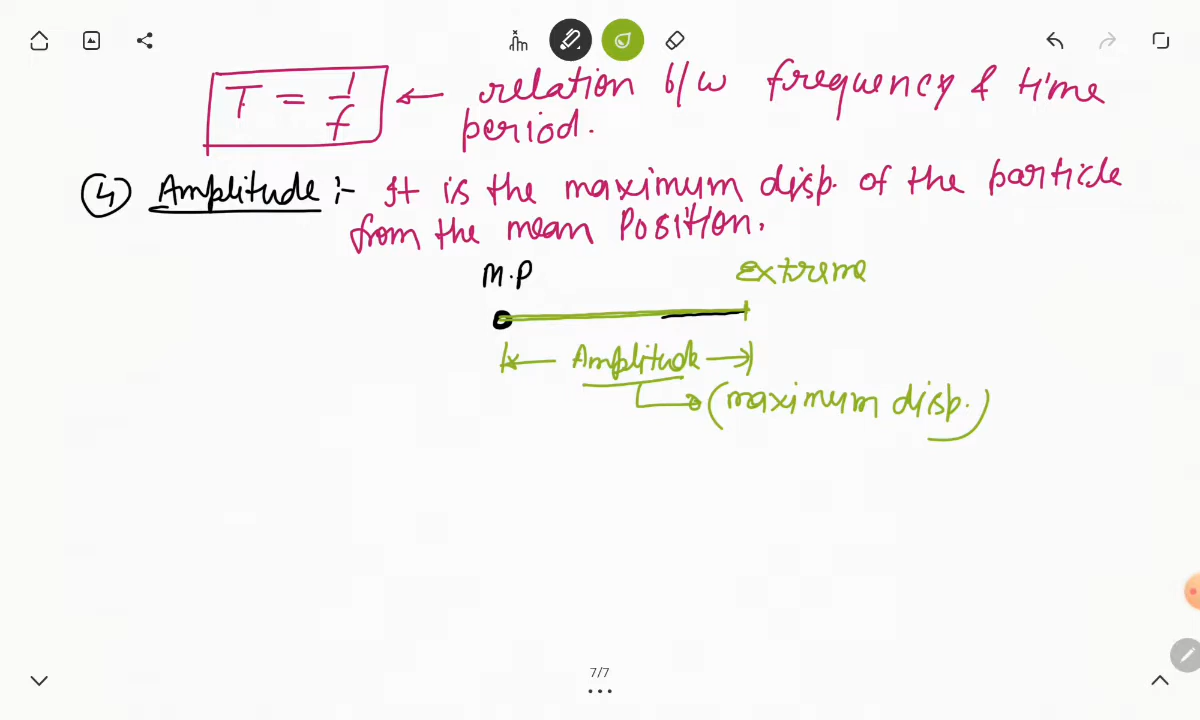 T = 1/f ← relation b/w frequency & time
period.
④ Amplitude :- It is the maximum disp. of the particle
from the mean Position.
M.P extreme
Amplitude
(maximum disp.)
7/7